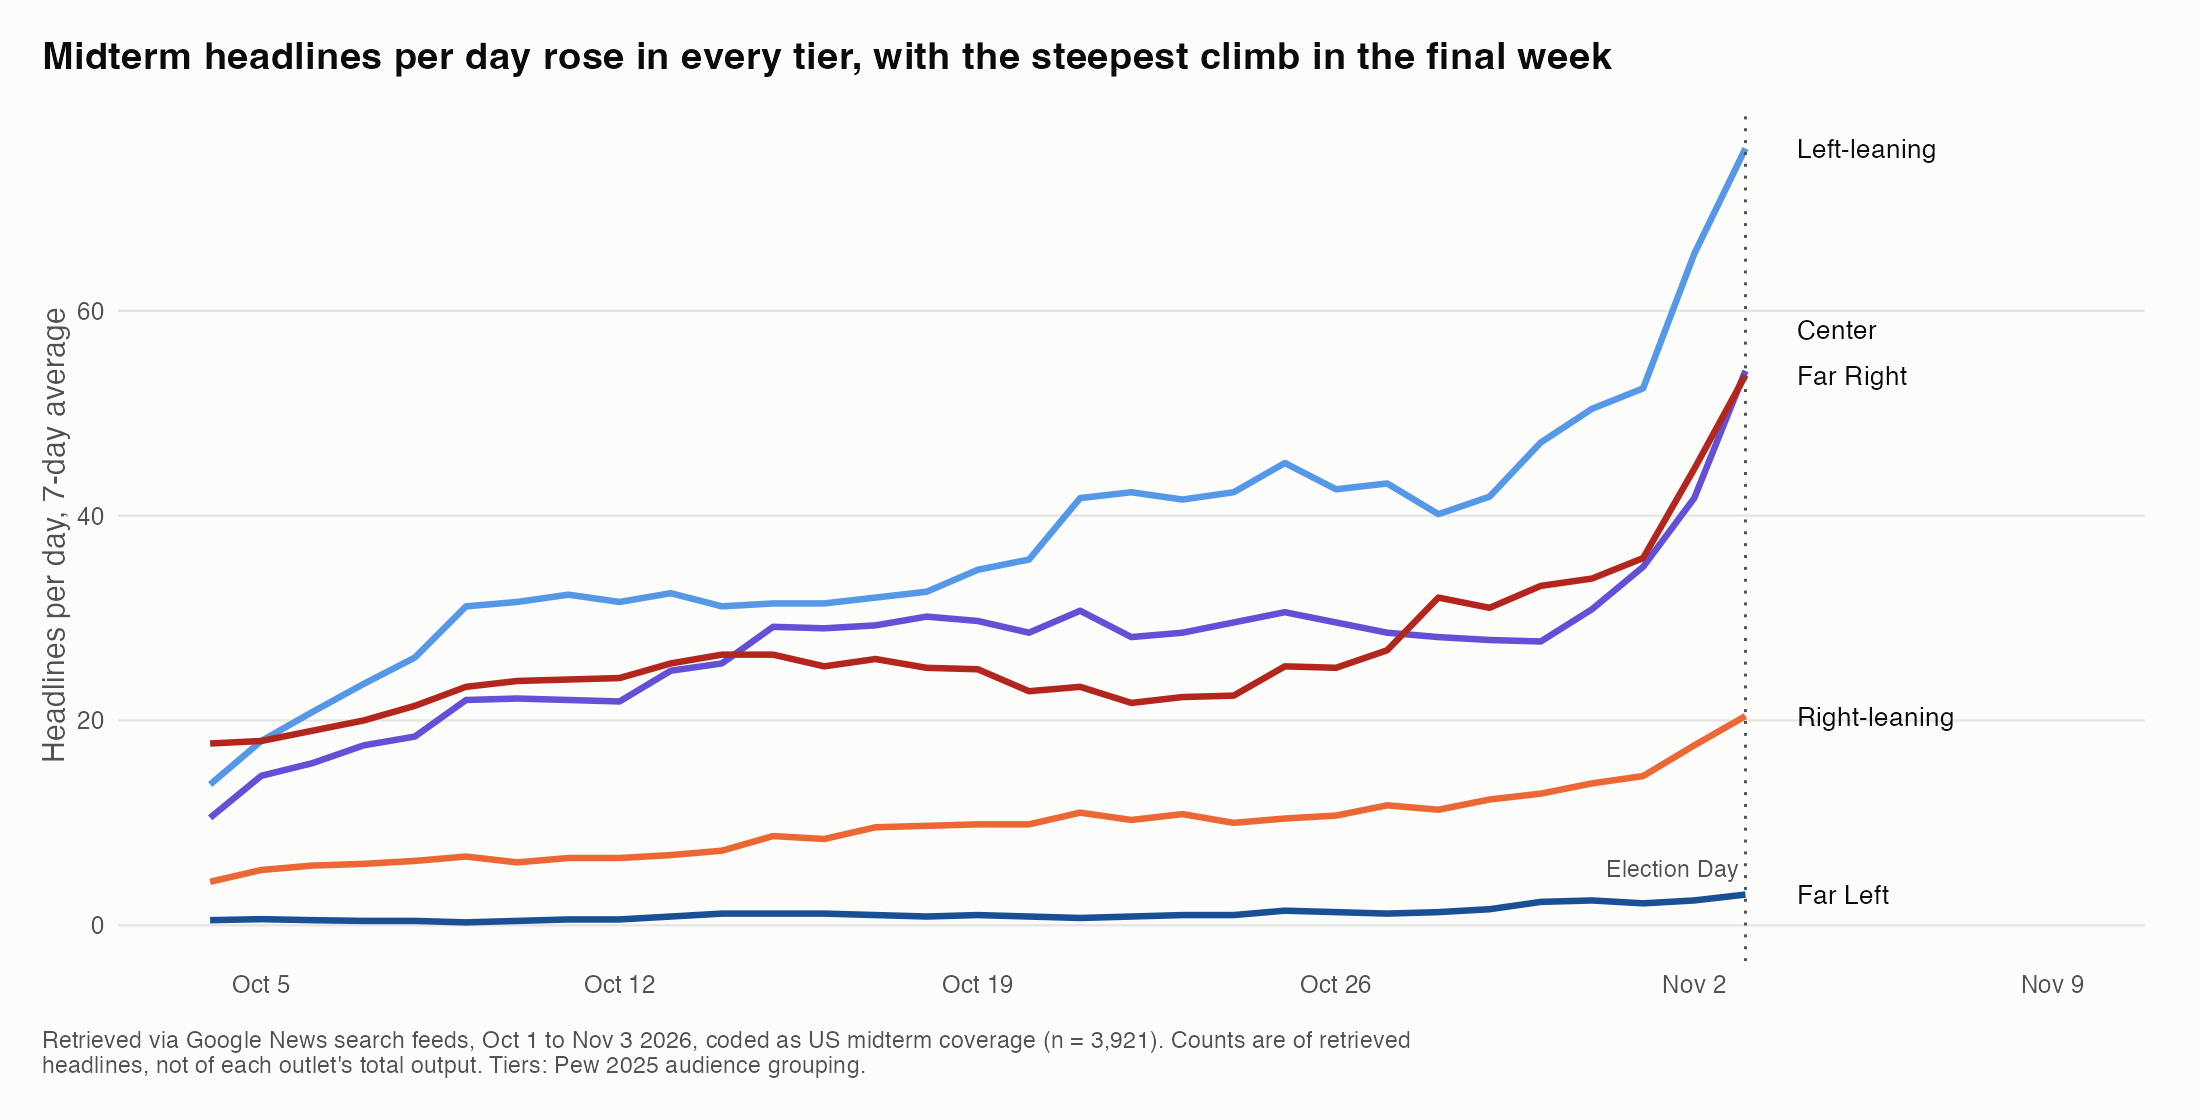 Midterm headlines per day rose in every tier, with the steepest climb in the final week
Headlines per day, 7-day average
60
40
20
0
Left-leaning
Center
Far Right
Right-leaning
Election Day
Far Left
Oct 5
Oct 12
Oct 19
Oct 26
Nov 2
Nov 9
Retrieved via Google News search feeds, Oct 1 to Nov 3 2026, coded as US midterm coverage (n = 3,921). Counts are of retrieved
headlines, not of each outlet's total output. Tiers: Pew 2025 audience grouping.